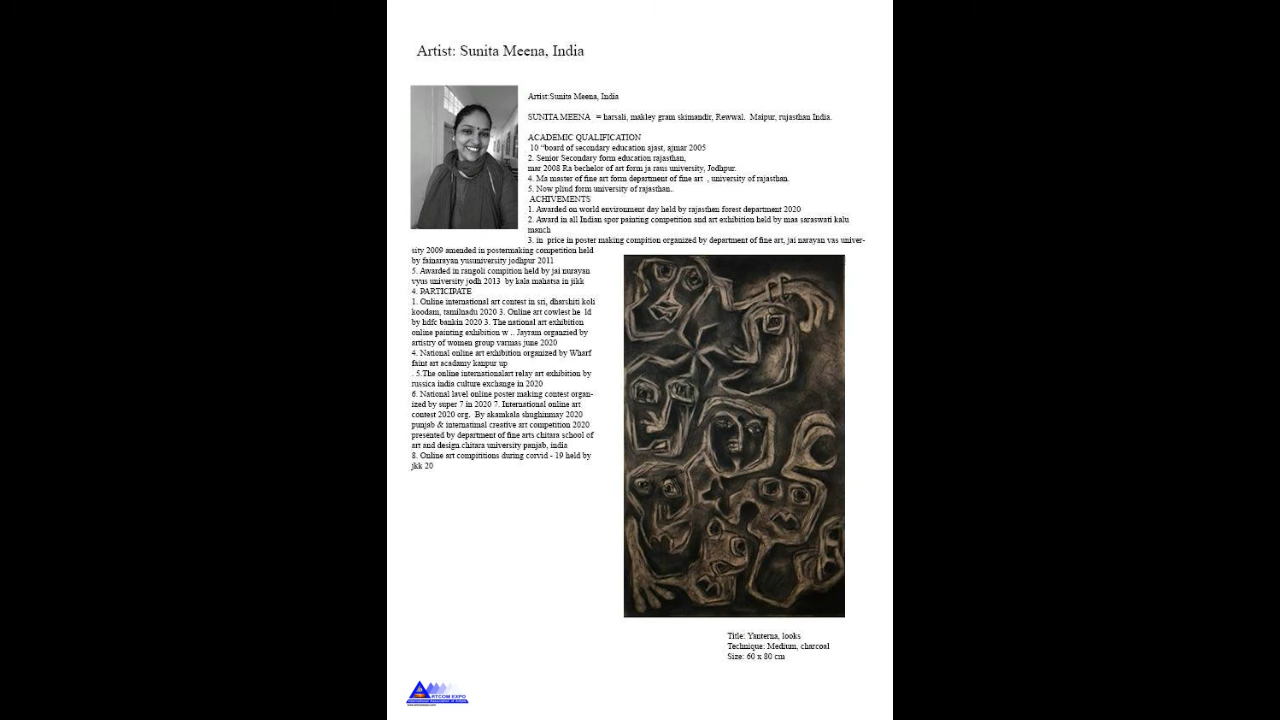 Artist: Sunita Meena, India
Artist:Sunita Meena, India
SUNITA MEENA = harsali, makley gram skimandir, Rewwal. Maipur, rujasthan India.
ACADEMIC QUALIFICATION
10 "board of secondary education ajast, ajmar 2005
2. Senior Secondary form education rajasthan,
mar 2008 Ra bechelor of art form ja raus university, Jodhpur.
4. Ma master of fine art form department of fine art , university of rajasthan.
5. Now pliud form university of rajasthan..
ACHIVEMENTS
1. Awarded on world environment day held by rajasthen forest department 2020
2. Award in all Indian spor painting competition and art exhibition held by maa saraswati kalu
manch
3. in price in poster making compition organized by department of fine art, jai narayan vas univer-
sity 2009 amended in postermaking competition held
by fainarayan yusuniversity jodhpur 2011
5. Awarded in rangoli compition held by jai nurayan
vyus university jodh 2013 by kala mahatsa in jikk
4. PARTICIPATE
1. Online international art contest in sri, dharshiti koli
koodam, tamilnadu 2020 3. Online art cowlest he ld
by hdfc bankin 2020 3. The national art exhibition
online painting exhibition w .. Jayram organzied by
artistry of women group varmas june 2020
4. National online art exhibition organized by Wharf
faint art acadamy kanpur up
. 5.The online internationalart relay art exhibition by
russica india culture exchange in 2020
6. National lavel online poster making contest organ-
ized by super 7 in 2020 7. International online art
contest 2020 org. By akamkala shughinmay 2020
punjab & internatimal creative art competition 2020
presented by department of fine arts chitara school of
art and design.chitara university panjab, india
8. Online art compititions during corvid - 19 held by
jkk 20
Title: Yanterna, looks
Technique: Medium, charcoal
Size: 60 x 80 cm
ARTCOM EXPO